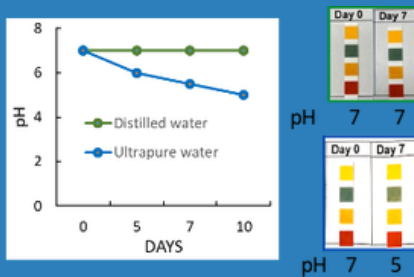 8
6
4
2
0
pH
Distilled water
Ultrapure water
0 5 7 10
DAYS
Day 0 Day 7
pH 7 7
Day 0 Day 7
pH 7 5